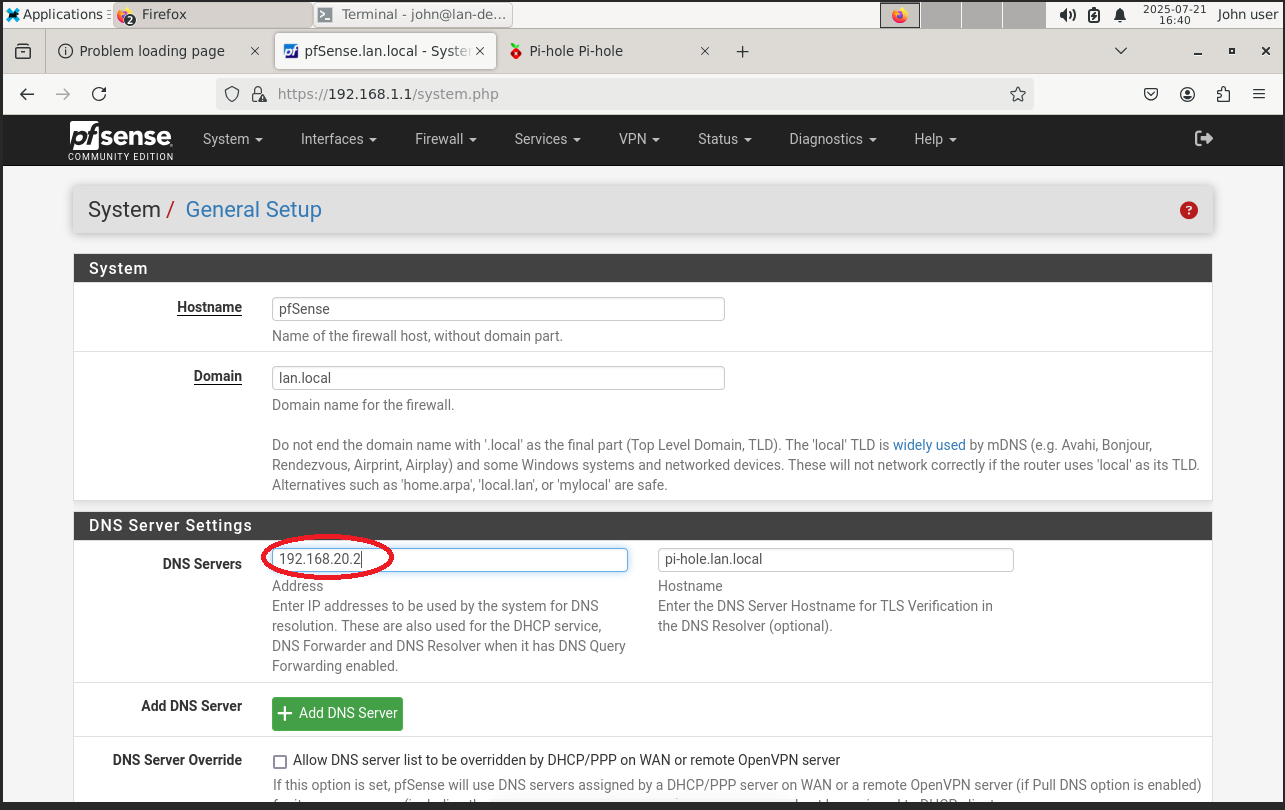 Applications
2 Firefox
Terminal - john@lan-de...
2025-07-21
16:40
John user
Problem loading page
pfSense.lan.local - System
Pi-hole Pi-hole
https://192.168.1.1/system.php
pfsense
COMMUNITY EDITION
System
Interfaces
Firewall
Services
VPN
Status
Diagnostics
Help
System / General Setup
?
System
Hostname
pfSense
Name of the firewall host, without domain part.
Domain
lan.local
Domain name for the firewall.
Do not end the domain name with '.local' as the final part (Top Level Domain, TLD). The 'local' TLD is widely used by mDNS (e.g. Avahi, Bonjour,
Rendezvous, Airprint, Airplay) and some Windows systems and networked devices. These will not network correctly if the router uses 'local' as its TLD.
Alternatives such as 'home.arpa', 'local.lan', or 'mylocal' are safe.
DNS Server Settings
DNS Servers
192.168.20.2
pi-hole.lan.local
Address
Enter IP addresses to be used by the system for DNS
resolution. These are also used for the DHCP service,
DNS Forwarder and DNS Resolver when it has DNS Query
Forwarding enabled.
Hostname
Enter the DNS Server Hostname for TLS Verification in
the DNS Resolver (optional).
Add DNS Server
+ Add DNS Server
DNS Server Override
Allow DNS server list to be overridden by DHCP/PPP on WAN or remote OpenVPN server
If this option is set, pfSense will use DNS servers assigned by a DHCP/PPP server on WAN or a remote OpenVPN server (if Pull DNS option is enabled)